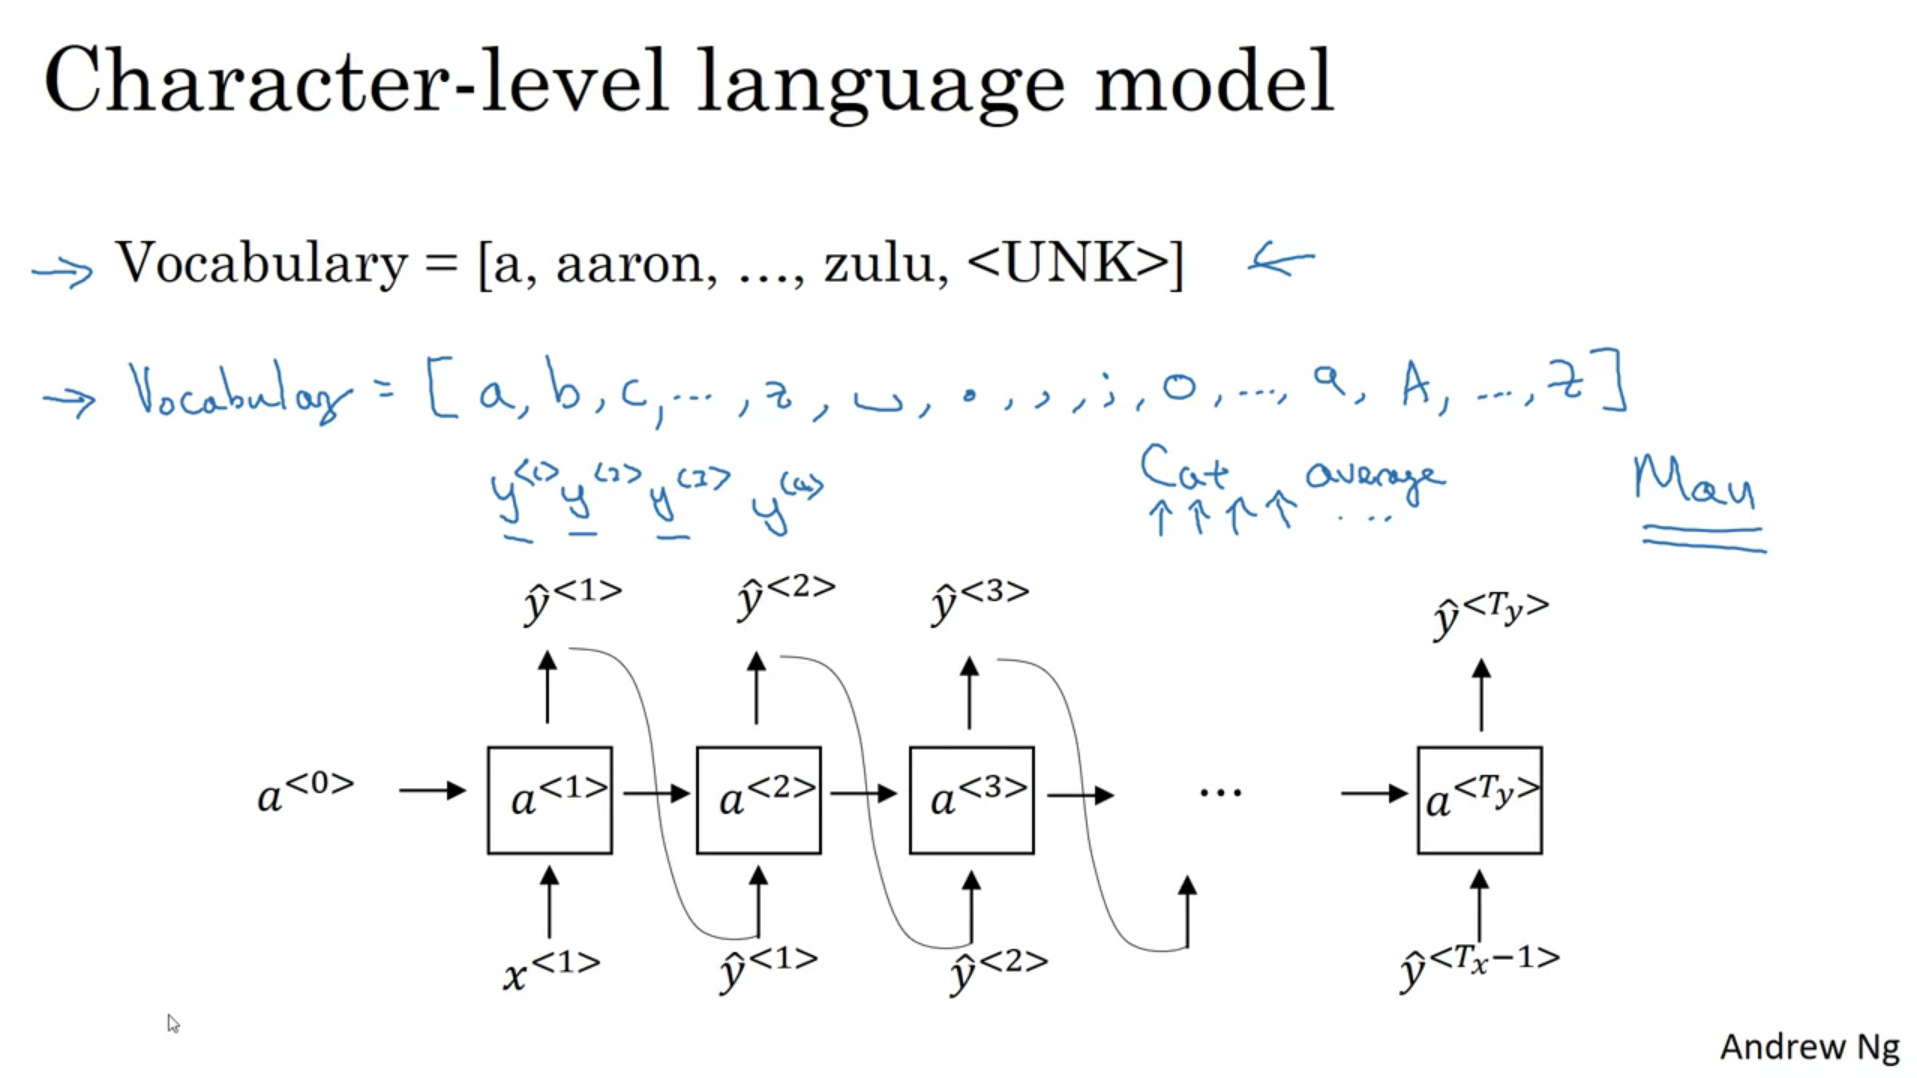 Character-level language model
→ Vocabulary = [a, aaron, ..., zulu, <UNK>] ←
→ Vocabulary = [ a, b, c, ..., z, ␣, ., ,, ;, 0, ..., 9, A, ..., Z ]
y<1> y<2> y<3> y<4> Cat average Mau
↑ ↑ ↑ ↑ ...
ŷ<1> ŷ<2> ŷ<3> ŷ<Ty>
a<0> a<1> a<2> a<3> ... a<Ty>
x<1> ŷ<1> ŷ<2> ŷ<Tx−1>
Andrew Ng